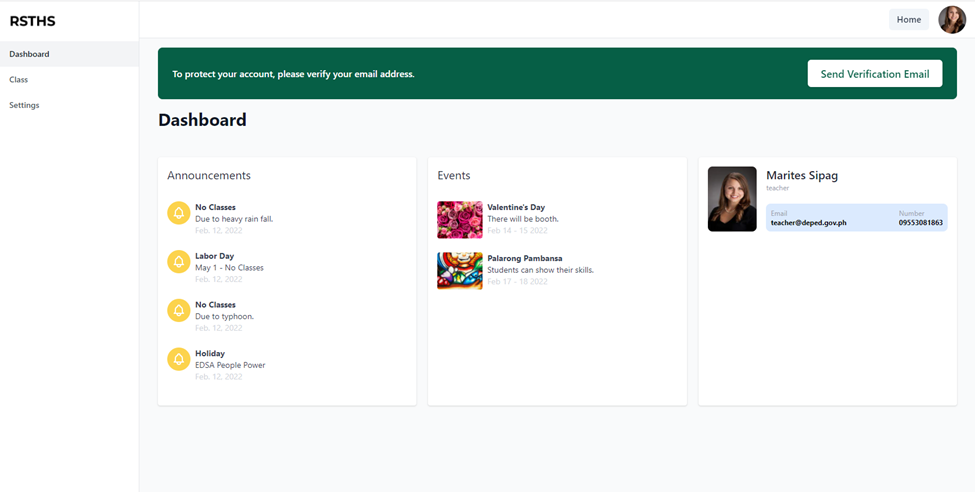 RSTHS
Home
Dashboard
Class
Settings
To protect your account, please verify your email address.
Send Verification Email
Dashboard
Announcements
No Classes
Due to heavy rain fall.
Feb, 12, 2022
Labor Day
May 1 - No Classes
Feb, 12, 2022
No Classes
Due to typhoon.
Feb, 12, 2022
Holiday
EDSA People Power
Feb, 12, 2022
Events
Valentine's Day
There will be booth.
Feb 14 - 15 2022
Palarong Pambansa
Students can show their skills.
Feb 17 - 18 2022
Marites Sipag
teacher
Email Number
teacher@deped.gov.ph 09553081863